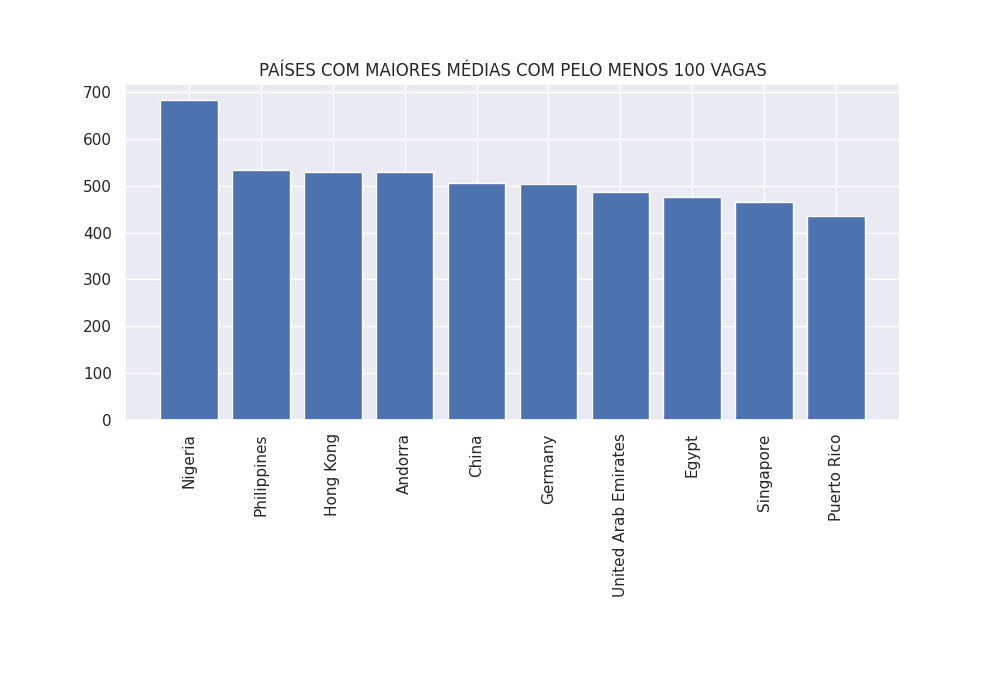 PAÍSES COM MAIORES MÉDIAS COM PELO MENOS 100 VAGAS
700
600
500
400
300
200
100
0
Nigeria
Philippines
Hong Kong
Andorra
China
Germany
United Arab Emirates
Egypt
Singapore
Puerto Rico